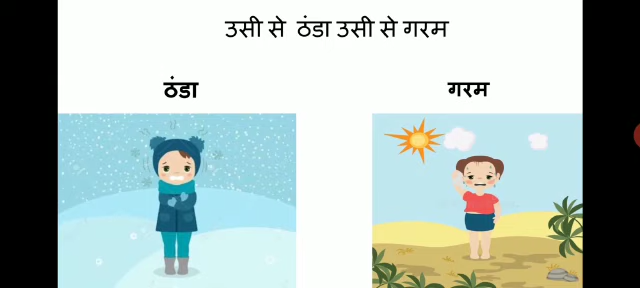 उसी से ठंडा उसी से गरम
ठंडा
गरम